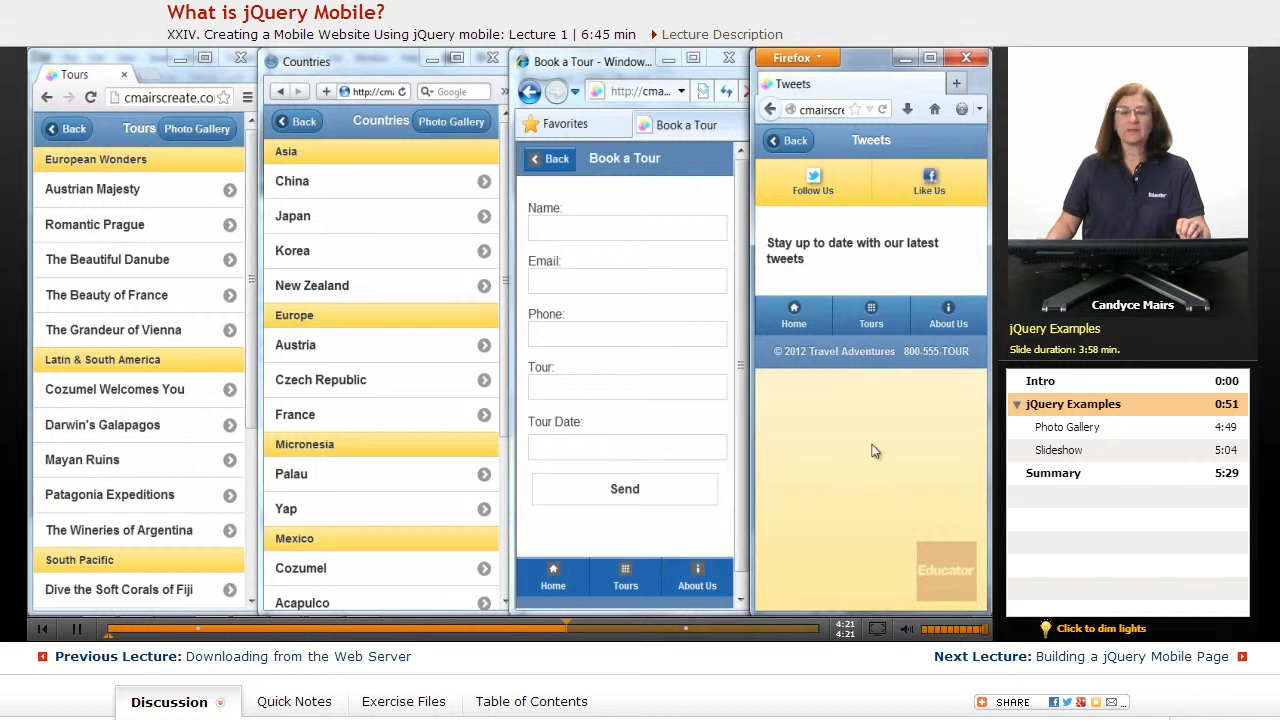 What is jQuery Mobile?
XXIV. Creating a Mobile Website Using jQuery mobile: Lecture 1 | 6:45 min
Lecture Description
Tours
cmairscreate.co
Back
Tours
Photo Gallery
European Wonders
Austrian Majesty
Romantic Prague
The Beautiful Danube
The Beauty of France
The Grandeur of Vienna
Latin & South America
Cozumel Welcomes You
Darwin's Galapagos
Mayan Ruins
Patagonia Expeditions
The Wineries of Argentina
South Pacific
Dive the Soft Corals of Fiji
Countries
http://cm
Google
Back
Countries
Photo Gallery
Asia
China
Japan
Korea
New Zealand
Europe
Austria
Czech Republic
France
Micronesia
Palau
Yap
Mexico
Cozumel
Acapulco
Book a Tour - Window...
http://cma
Favorites
Book a Tour
Back
Book a Tour
Name:
Email:
Phone:
Tour:
Tour Date:
Send
Home
Tours
About Us
Firefox
Tweets
cmairscre
Back
Tweets
Follow Us
Like Us
Stay up to date with our latest
tweets
Home
Tours
About Us
© 2012 Travel Adventures 800-555-TOUR
Educator
Educator
Candyce Mairs
jQuery Examples
Slide duration: 3:58 min.
Intro 0:00
jQuery Examples 0:51
Photo Gallery 4:49
Slideshow 5:04
Summary 5:29
4:21
4:21
Click to dim lights
Previous Lecture: Downloading from the Web Server
Next Lecture: Building a jQuery Mobile Page
Discussion
Quick Notes
Exercise Files
Table of Contents
SHARE